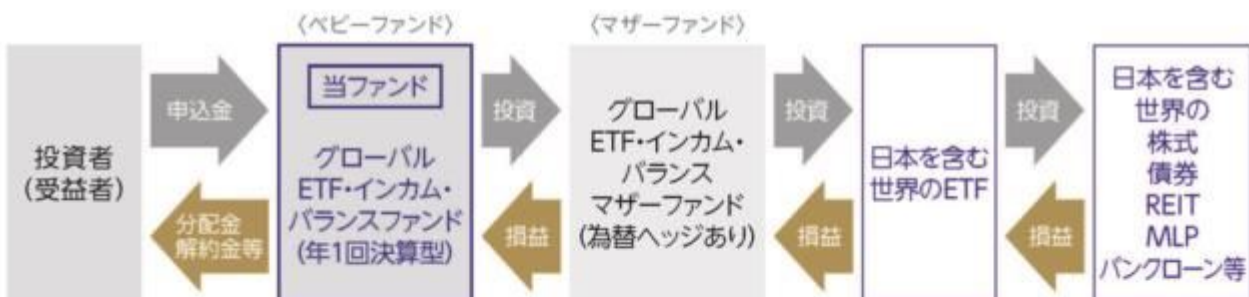 〈ベビーファンド〉
〈マザーファンド〉
投資者
(受益者)
申込金
分配金
解約金等
当ファンド
グローバル
ETF・インカム・
バランスファンド
(年1回決算型)
投資
損益
グローバル
ETF・インカム・
バランス
マザーファンド
(為替ヘッジあり)
投資
損益
日本を含む
世界のETF
投資
損益
日本を含む
世界の
株式
債券
REIT
MLP
バンクローン等